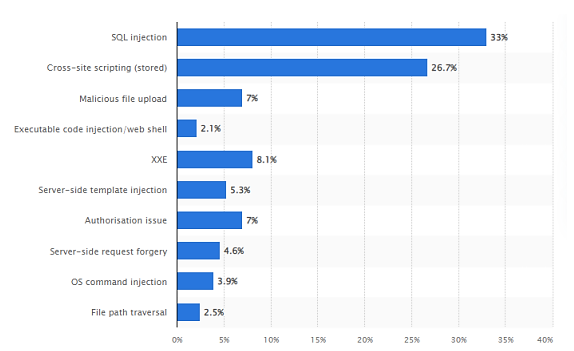 SQL injection 33%
Cross-site scripting (stored) 26.7%
Malicious file upload 7%
Executable code injection/web shell 2.1%
XXE 8.1%
Server-side template injection 5.3%
Authorisation issue 7%
Server-side request forgery 4.6%
OS command injection 3.9%
File path traversal 2.5%
0% 5% 10% 15% 20% 25% 30% 35% 40%